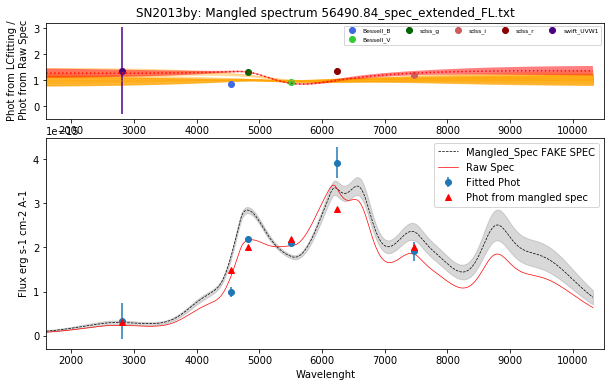 SN2013by: Mangled spectrum 56490.84_spec_extended_FL.txt
Phot from LCfitting /
Phot from Raw Spec
3
2
1
0
Bessell_B
Bessell_V
sdss_g
sdss_i
sdss_r
swift_UVW1
2000 3000 4000 5000 6000 7000 8000 9000 10000
1e−15
Flux erg s-1 cm-2 A-1
4
3
2
1
0
Mangled_Spec FAKE SPEC
Raw Spec
Fitted Phot
Phot from mangled spec
2000 3000 4000 5000 6000 7000 8000 9000 10000
Wavelenght